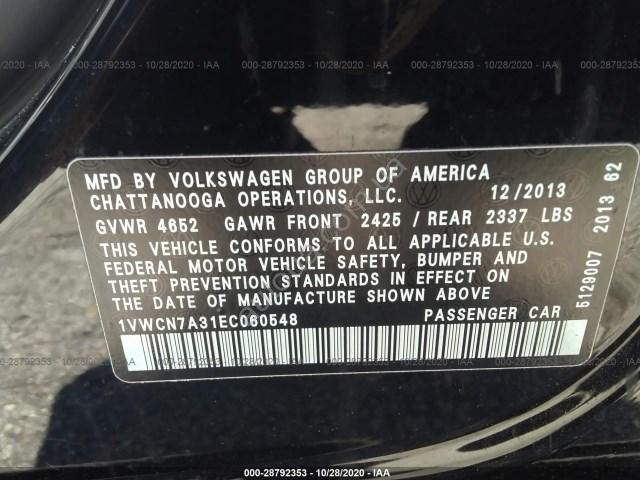 000-28792353 - 10/28/2020 - IAA
MFD BY VOLKSWAGEN GROUP OF AMERICA
CHATTANOOGA OPERATIONS, LLC. 12/2013
GVWR 4652 GAWR FRONT 2425 / REAR 2337 LBS
THIS VEHICLE CONFORMS TO ALL APPLICABLE U.S.
FEDERAL MOTOR VEHICLE SAFETY, BUMPER AND
THEFT PREVENTION STANDARDS IN EFFECT ON
THE DATE OF MANUFACTURE SHOWN ABOVE
1VWCN7A31EC060548 PASSENGER CAR
5129007 2013 62
000-28792353 - 10/28/2020 - IAA